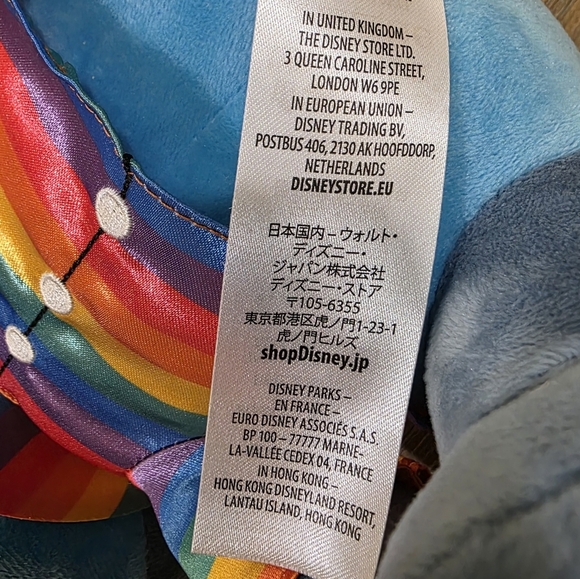 IN UNITED KINGDOM –
THE DISNEY STORE LTD.
3 QUEEN CAROLINE STREET,
LONDON W6 9PE
IN EUROPEAN UNION –
DISNEY TRADING BV,
POSTBUS 406, 2130 AK HOOFDDORP,
NETHERLANDS
DISNEYSTORE.EU
日本国内 – ウォルト・
ディズニー・
ジャパン株式会社
ディズニー・ストア
〒105-6355
東京都港区虎ノ門1-23-1
虎ノ門ヒルズ
shopDisney.jp
DISNEY PARKS –
EN FRANCE –
EURO DISNEY ASSOCIÉS S.A.S.
BP 100 – 77777 MARNE-
LA-VALLÉE CEDEX 04, FRANCE
IN HONG KONG –
HONG KONG DISNEYLAND RESORT,
LANTAU ISLAND, HONG KONG